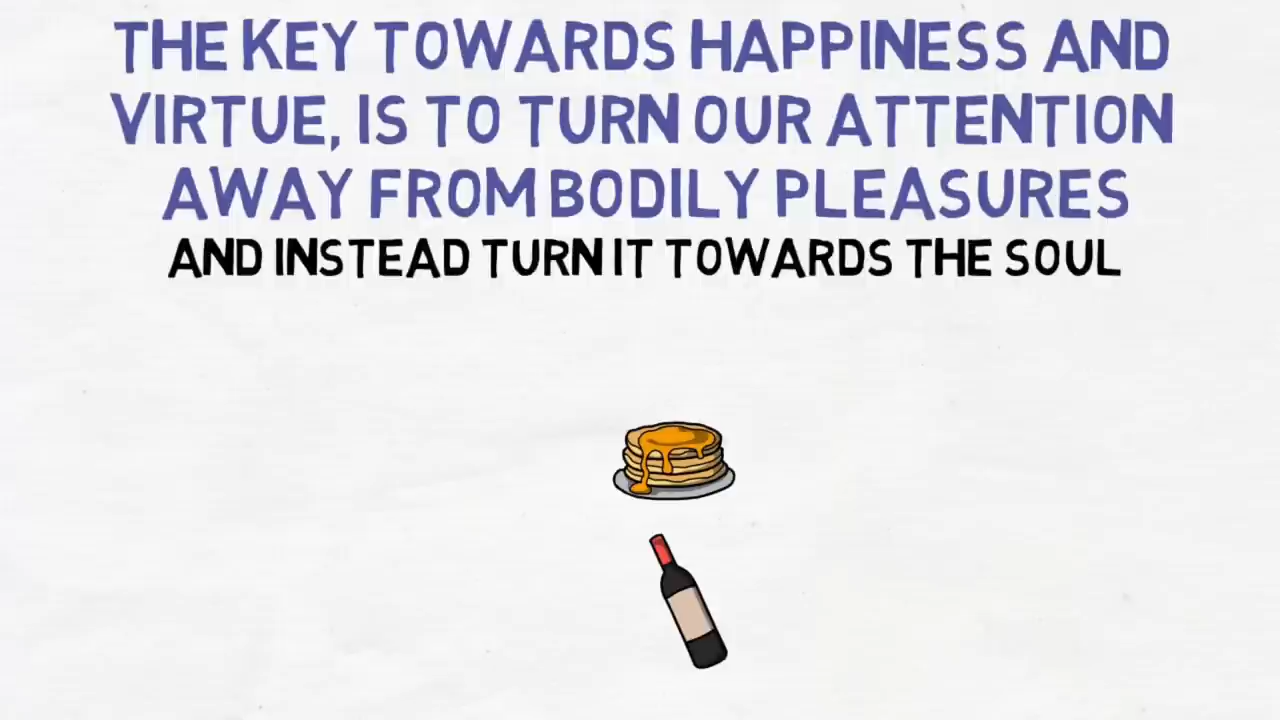 THE KEY TOWARDS HAPPINESS AND
VIRTUE, IS TO TURN OUR ATTENTION
AWAY FROM BODILY PLEASURES
AND INSTEAD TURN IT TOWARDS THE SOUL